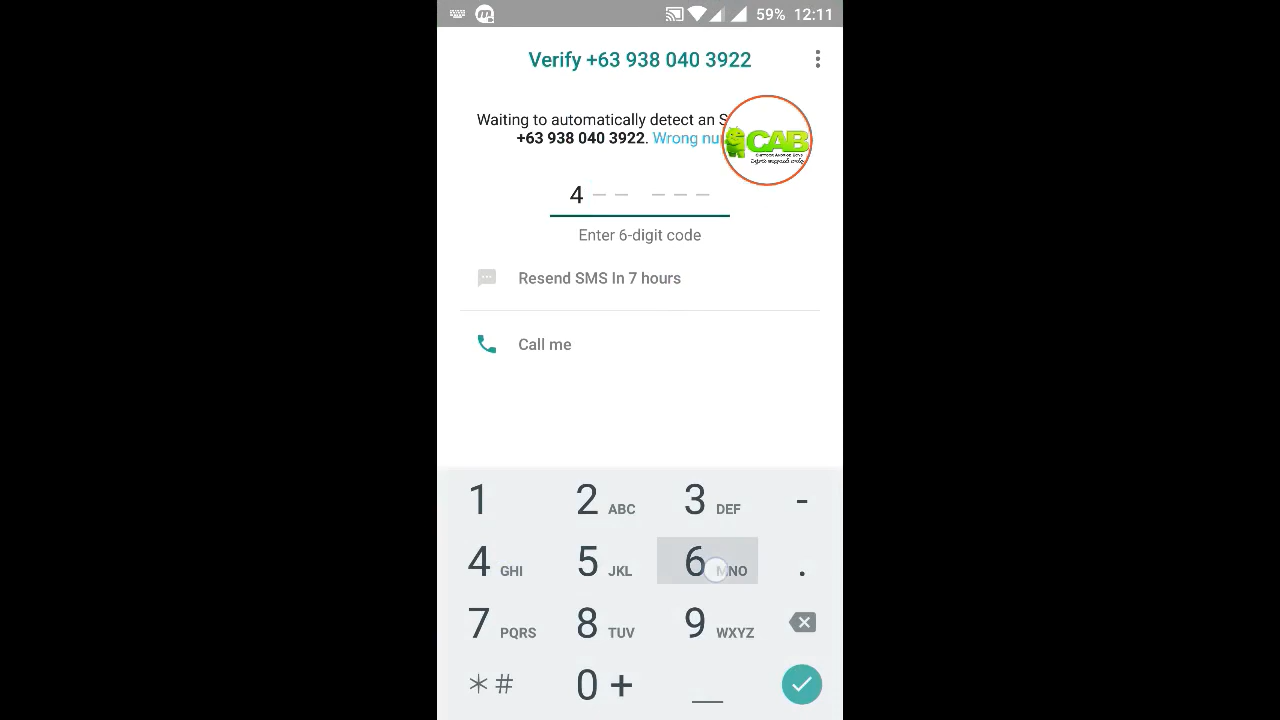 59% 12:11
Verify +63 938 040 3922
Waiting to automatically detect an S
+63 938 040 3922. Wrong nu
CAB
4
Enter 6-digit code
Resend SMS In 7 hours
Call me
1 2 ABC 3 DEF -
4 GHI 5 JKL 6 MNO .
7 PQRS 8 TUV 9 WXYZ
*# 0 + _